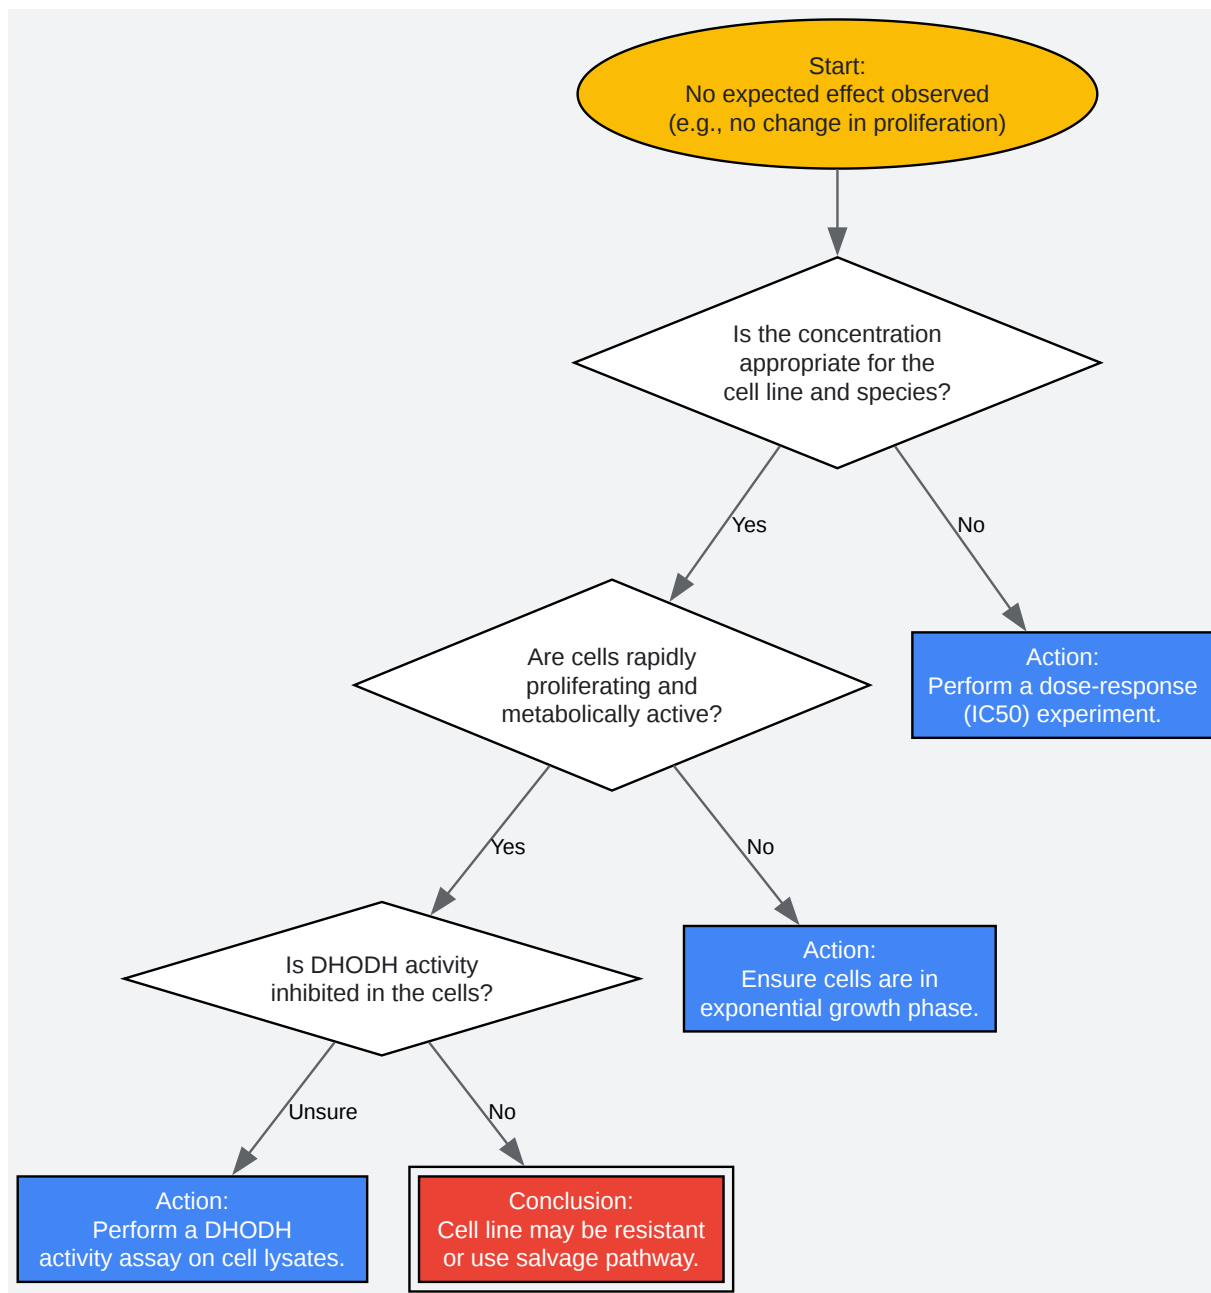 Start:
No expected effect observed
(e.g., no change in proliferation)
Is the concentration
appropriate for the
cell line and species?
Yes
No
Are cells rapidly
proliferating and
metabolically active?
Action:
Perform a dose-response
(IC50) experiment.
Yes
No
Is DHODH activity
inhibited in the cells?
Action:
Ensure cells are in
exponential growth phase.
Unsure
No
Action:
Perform a DHODH
activity assay on cell lysates.
Conclusion:
Cell line may be resistant
or use salvage pathway.